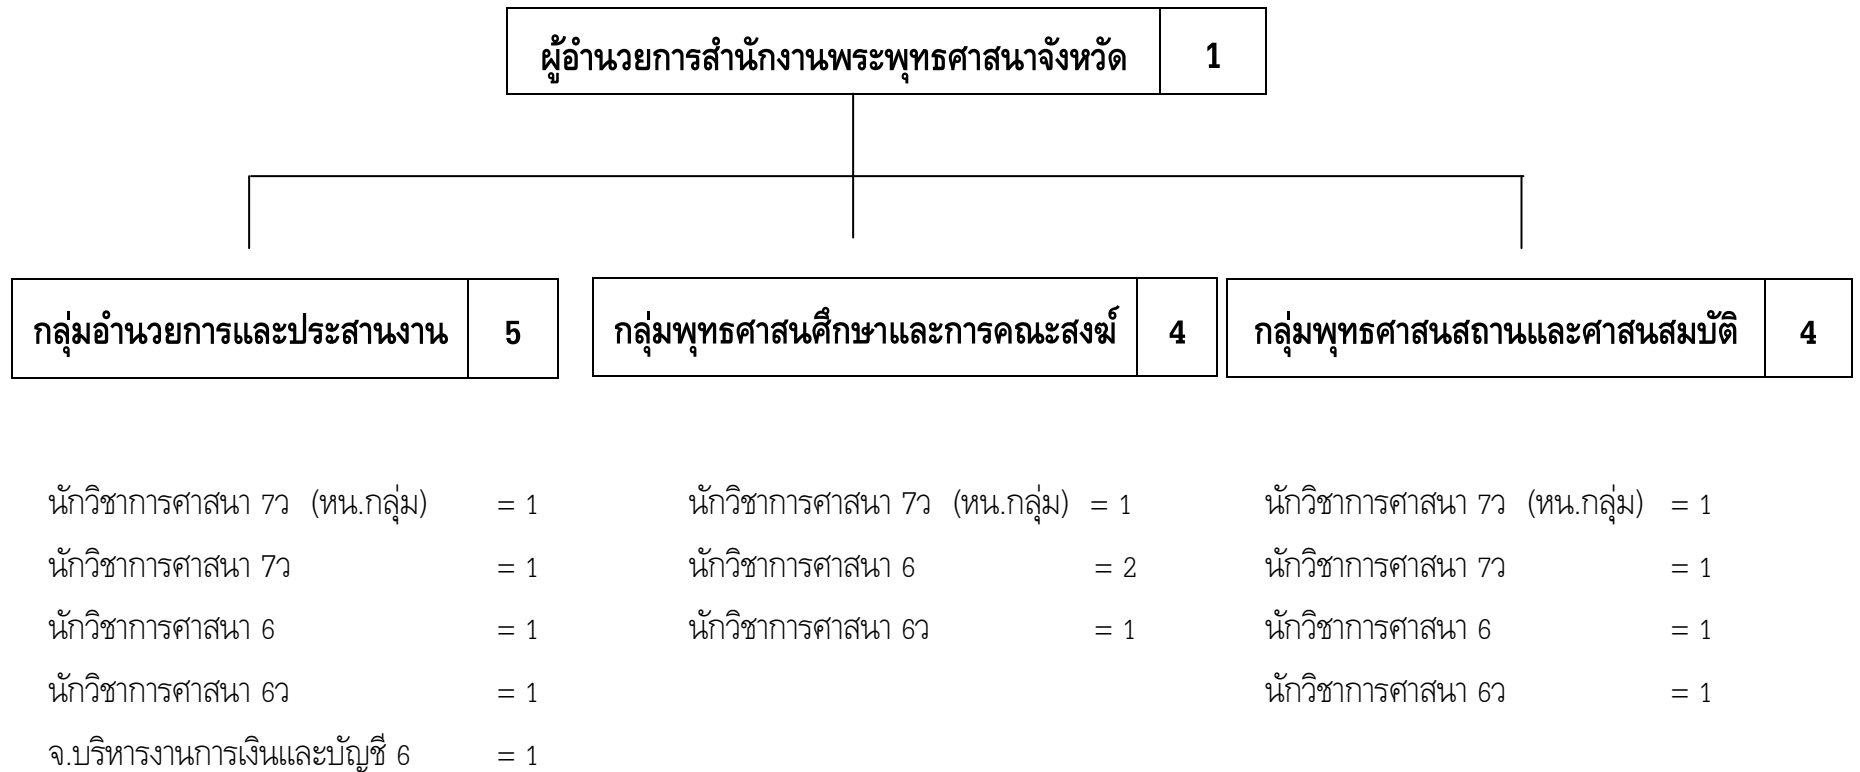 ผู้อำนวยการสำนักงานพระพุทธศาสนาจังหวัด 1
กลุ่มอำนวยการและประสานงาน 5
กลุ่มพุทธศาสนศึกษาและการคณะสงฆ์ 4
กลุ่มพุทธศาสนสถานและศาสนสมบัติ 4
นักวิชาการศาสนา 7ว (หน.กลุ่ม) = 1
นักวิชาการศาสนา 7ว = 1
นักวิชาการศาสนา 6 = 1
นักวิชาการศาสนา 6ว = 1
จ.บริหารงานการเงินและบัญชี 6 = 1
นักวิชาการศาสนา 7ว (หน.กลุ่ม) = 1
นักวิชาการศาสนา 6 = 2
นักวิชาการศาสนา 6ว = 1
นักวิชาการศาสนา 7ว (หน.กลุ่ม) = 1
นักวิชาการศาสนา 7ว = 1
นักวิชาการศาสนา 6 = 1
นักวิชาการศาสนา 6ว = 1